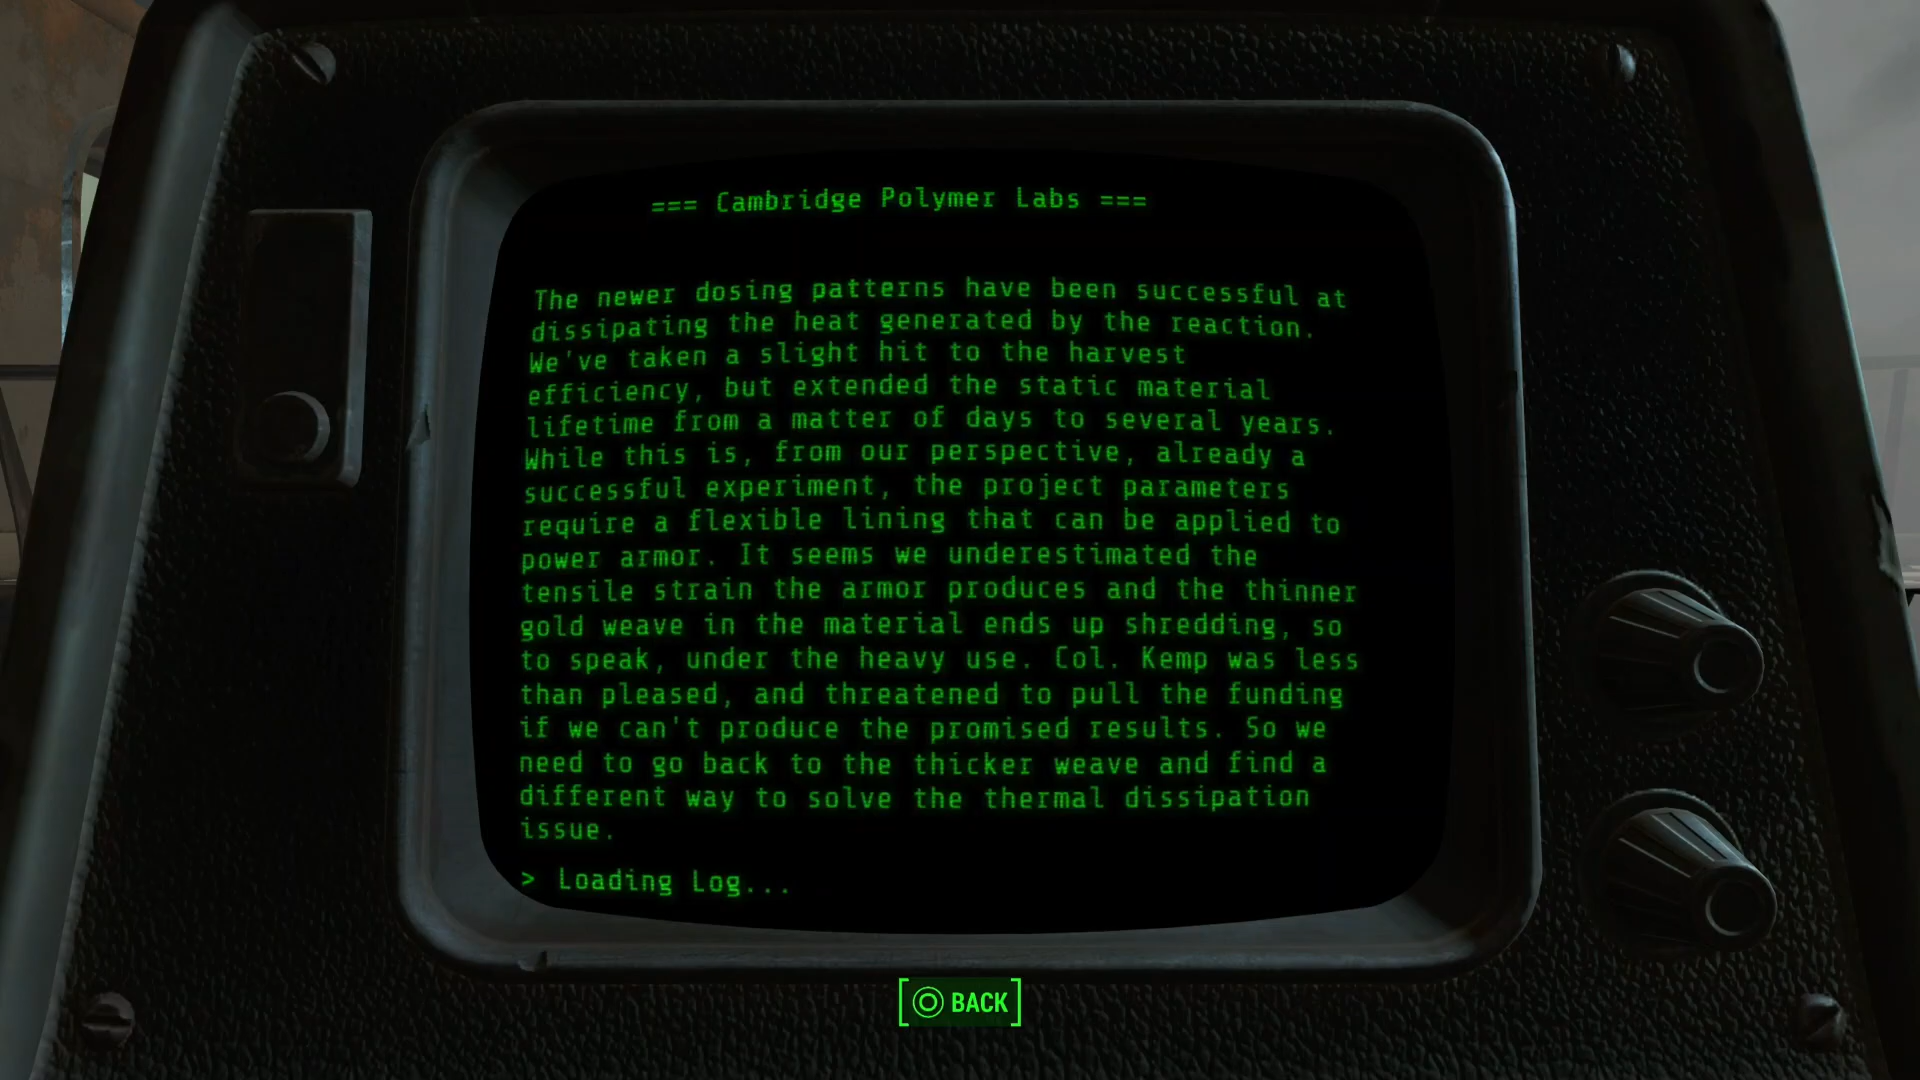 === Cambridge Polymer Labs ===
The newer dosing patterns have been successful at
dissipating the heat generated by the reaction.
We've taken a slight hit to the harvest
efficiency, but extended the static material
lifetime from a matter of days to several years.
While this is, from our perspective, already a
successful experiment, the project parameters
require a flexible lining that can be applied to
power armor. It seems we underestimated the
tensile strain the armor produces and the thinner
gold weave in the material ends up shredding, so
to speak, under the heavy use. Col. Kemp was less
than pleased, and threatened to pull the funding
if we can't produce the promised results. So we
need to go back to the thicker weave and find a
different way to solve the thermal dissipation
issue.
> Loading Log...
BACK